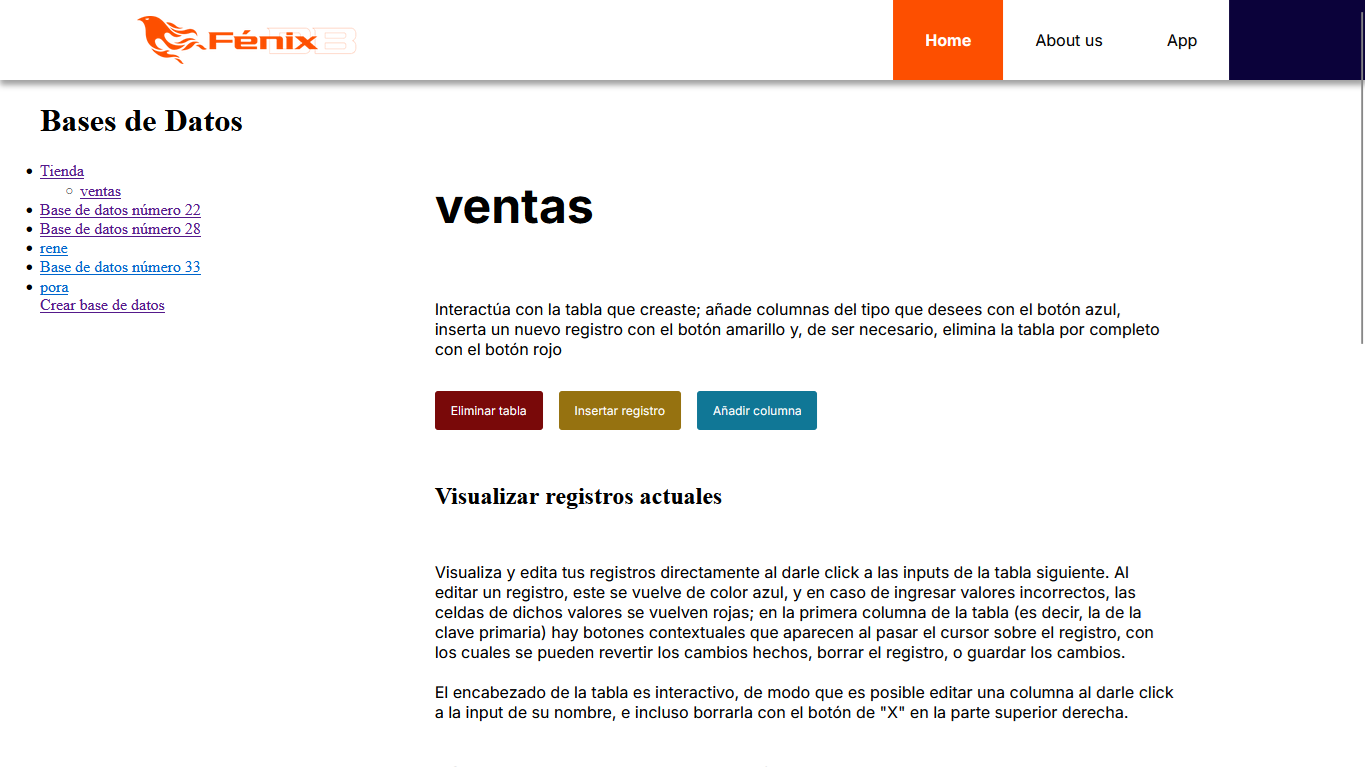 Fénix DB
Home
About us
App
Bases de Datos
Tienda
ventas
Base de datos número 22
Base de datos número 28
rene
Base de datos número 33
pora
Crear base de datos
ventas
Interactúa con la tabla que creaste; añade columnas del tipo que desees con el botón azul,
inserta un nuevo registro con el botón amarillo y, de ser necesario, elimina la tabla por completo
con el botón rojo
Eliminar tabla
Insertar registro
Añadir columna
Visualizar registros actuales
Visualiza y edita tus registros directamente al darle click a las inputs de la tabla siguiente. Al
editar un registro, este se vuelve de color azul, y en caso de ingresar valores incorrectos, las
celdas de dichos valores se vuelven rojas; en la primera columna de la tabla (es decir, la de la
clave primaria) hay botones contextuales que aparecen al pasar el cursor sobre el registro, con
los cuales se pueden revertir los cambios hechos, borrar el registro, o guardar los cambios.
El encabezado de la tabla es interactivo, de modo que es posible editar una columna al darle click
a la input de su nombre, e incluso borrarla con el botón de "X" en la parte superior derecha.